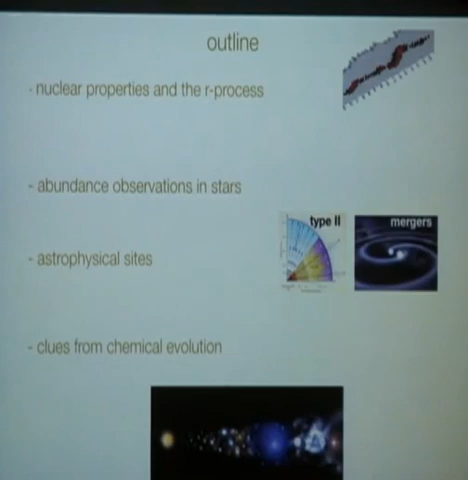 outline
- nuclear properties and the r-process
- abundance observations in stars
type II
mergers
- astrophysical sites
- clues from chemical evolution